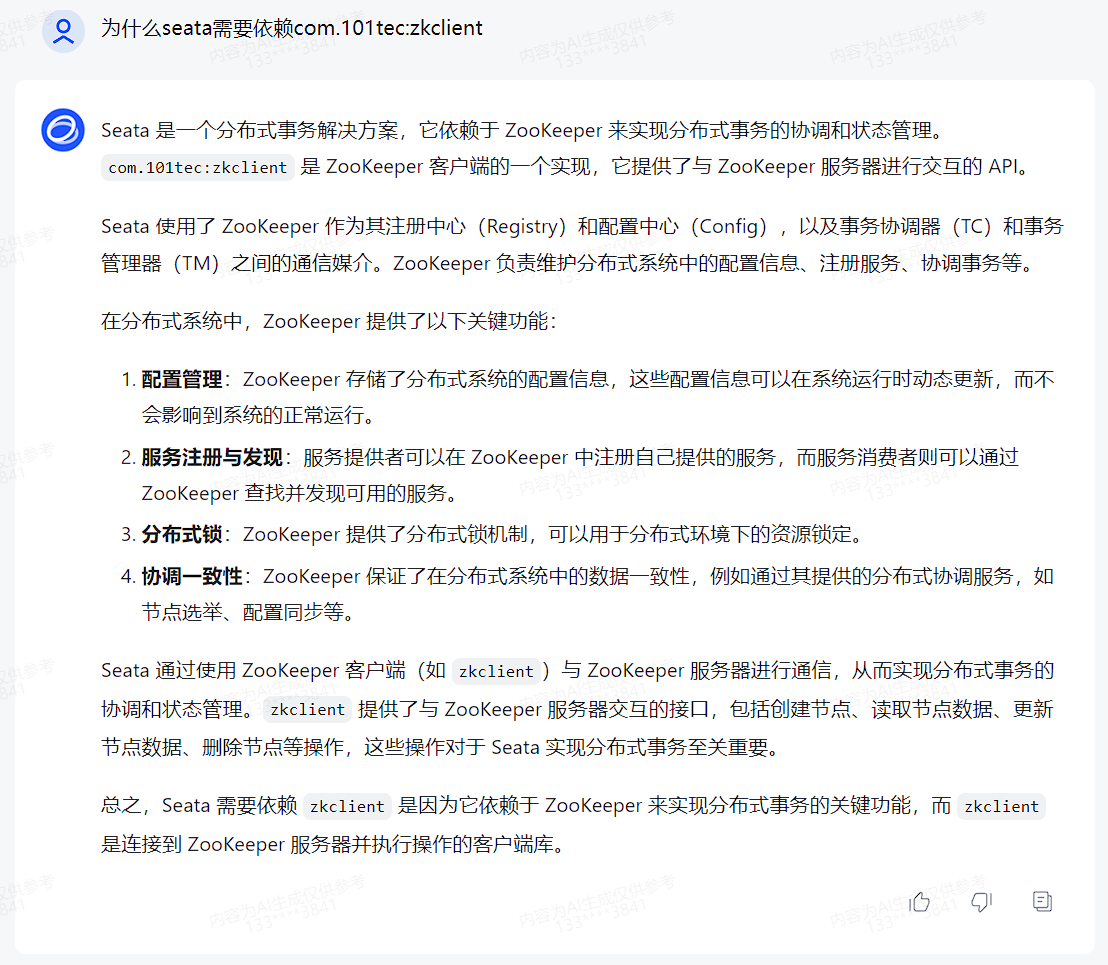 为什么seata需要依赖com.101tec:zkclient
Seata 是一个分布式事务解决方案，它依赖于 ZooKeeper 来实现分布式事务的协调和状态管理。
com.101tec:zkclient 是 ZooKeeper 客户端的一个实现，它提供了与 ZooKeeper 服务器进行交互的 API。
Seata 使用了 ZooKeeper 作为其注册中心（Registry）和配置中心（Config），以及事务协调器（TC）和事务
管理器（TM）之间的通信媒介。ZooKeeper 负责维护分布式系统中的配置信息、注册服务、协调事务等。
在分布式系统中，ZooKeeper 提供了以下关键功能：
1. 配置管理：ZooKeeper 存储了分布式系统的配置信息，这些配置信息可以在系统运行时动态更新，而不
会影响到系统的正常运行。
2. 服务注册与发现：服务提供者可以在 ZooKeeper 中注册自己提供的服务，而服务消费者则可以通过
ZooKeeper 查找并发现可用的服务。
3. 分布式锁：ZooKeeper 提供了分布式锁机制，可以用于分布式环境下的资源锁定。
4. 协调一致性：ZooKeeper 保证了在分布式系统中的数据一致性，例如通过其提供的分布式协调服务，如
节点选举、配置同步等。
Seata 通过使用 ZooKeeper 客户端（如 zkclient）与 ZooKeeper 服务器进行通信，从而实现分布式事务的
协调和状态管理。zkclient 提供了与 ZooKeeper 服务器交互的接口，包括创建节点、读取节点数据、更新
节点数据、删除节点等操作，这些操作对于 Seata 实现分布式事务至关重要。
总之，Seata 需要依赖 zkclient 是因为它依赖于 ZooKeeper 来实现分布式事务的关键功能，而 zkclient
是连接到 ZooKeeper 服务器并执行操作的客户端库。
内容为AI生成仅供参考
133****3841